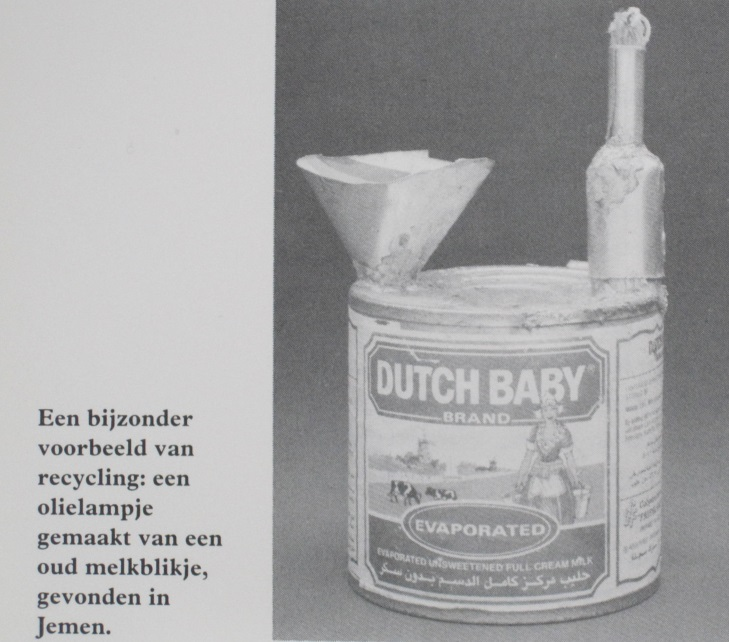 Een bijzonder
voorbeeld van
recycling: een
olielampje
gemaakt van een
oud melkblikje,
gevonden in
Jemen.
DUTCH BABY
BRAND
EVAPORATED
EVAPORATED UNSWEETENED FULL CREAM MILK
حليب مركز كامل الدسم بدون سكر